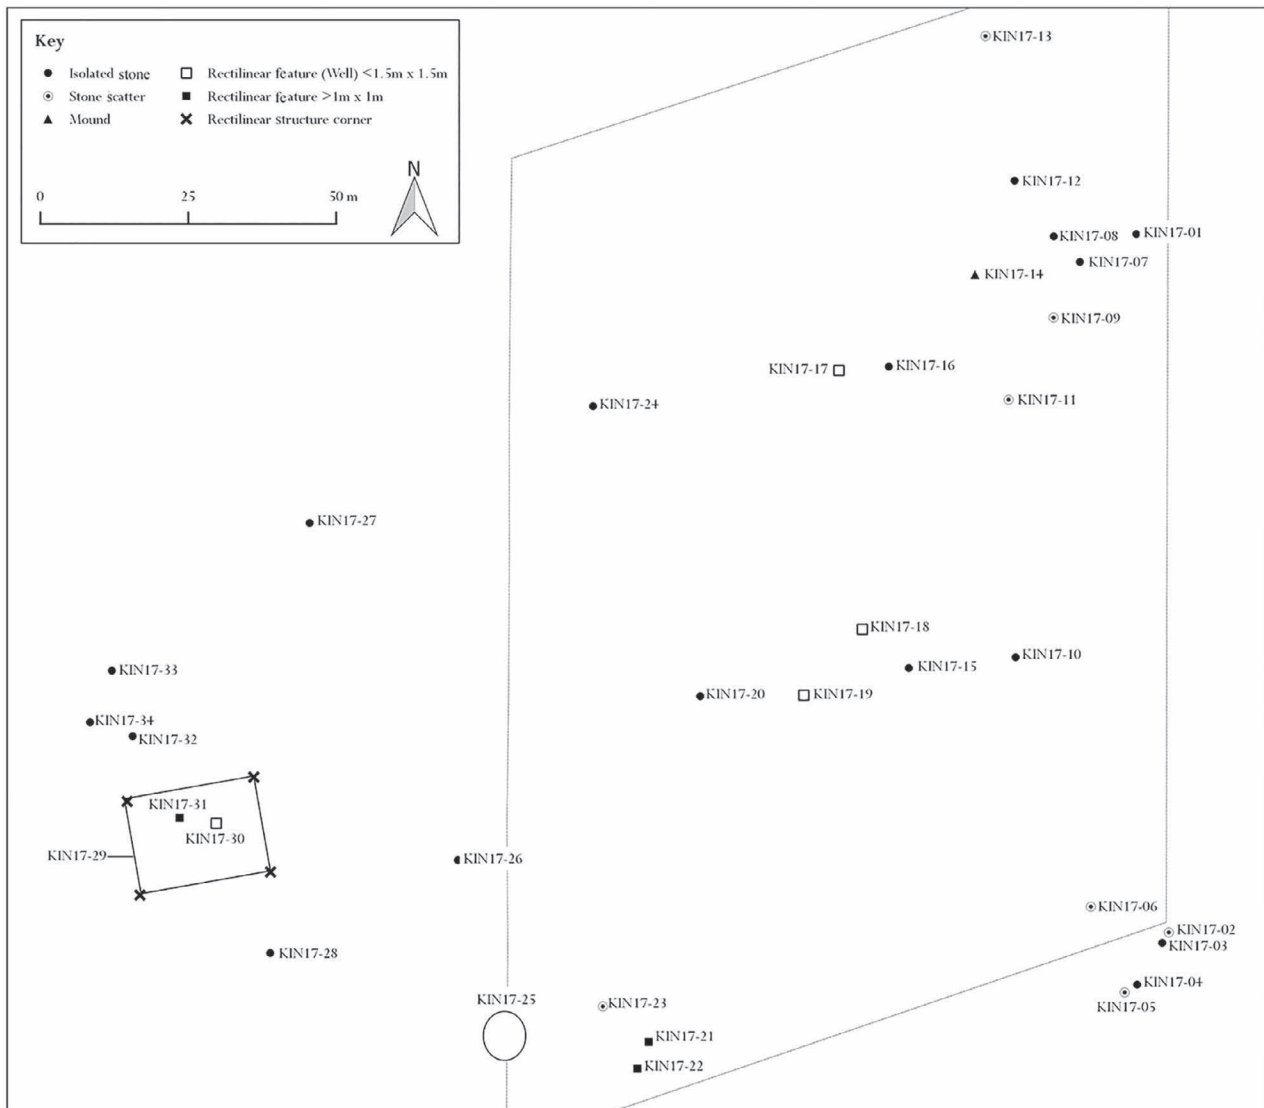 Key
Isolated stone
Stone scatter
Mound
Rectilinear feature (Well) <1.5m x 1.5m
Rectilinear feature >1m x 1m
Rectilinear structure corner
0 25 50 m
N
KIN17-13
KIN17-12
KIN17-08
KIN17-01
KIN17-07
KIN17-14
KIN17-09
KIN17-17
KIN17-16
KIN17-11
KIN17-24
KIN17-27
KIN17-18
KIN17-10
KIN17-15
KIN17-33
KIN17-20
KIN17-19
KIN17-34
KIN17-32
KIN17-31
KIN17-30
KIN17-29
KIN17-26
KIN17-06
KIN17-02
KIN17-03
KIN17-28
KIN17-04
KIN17-05
KIN17-25
KIN17-23
KIN17-21
KIN17-22